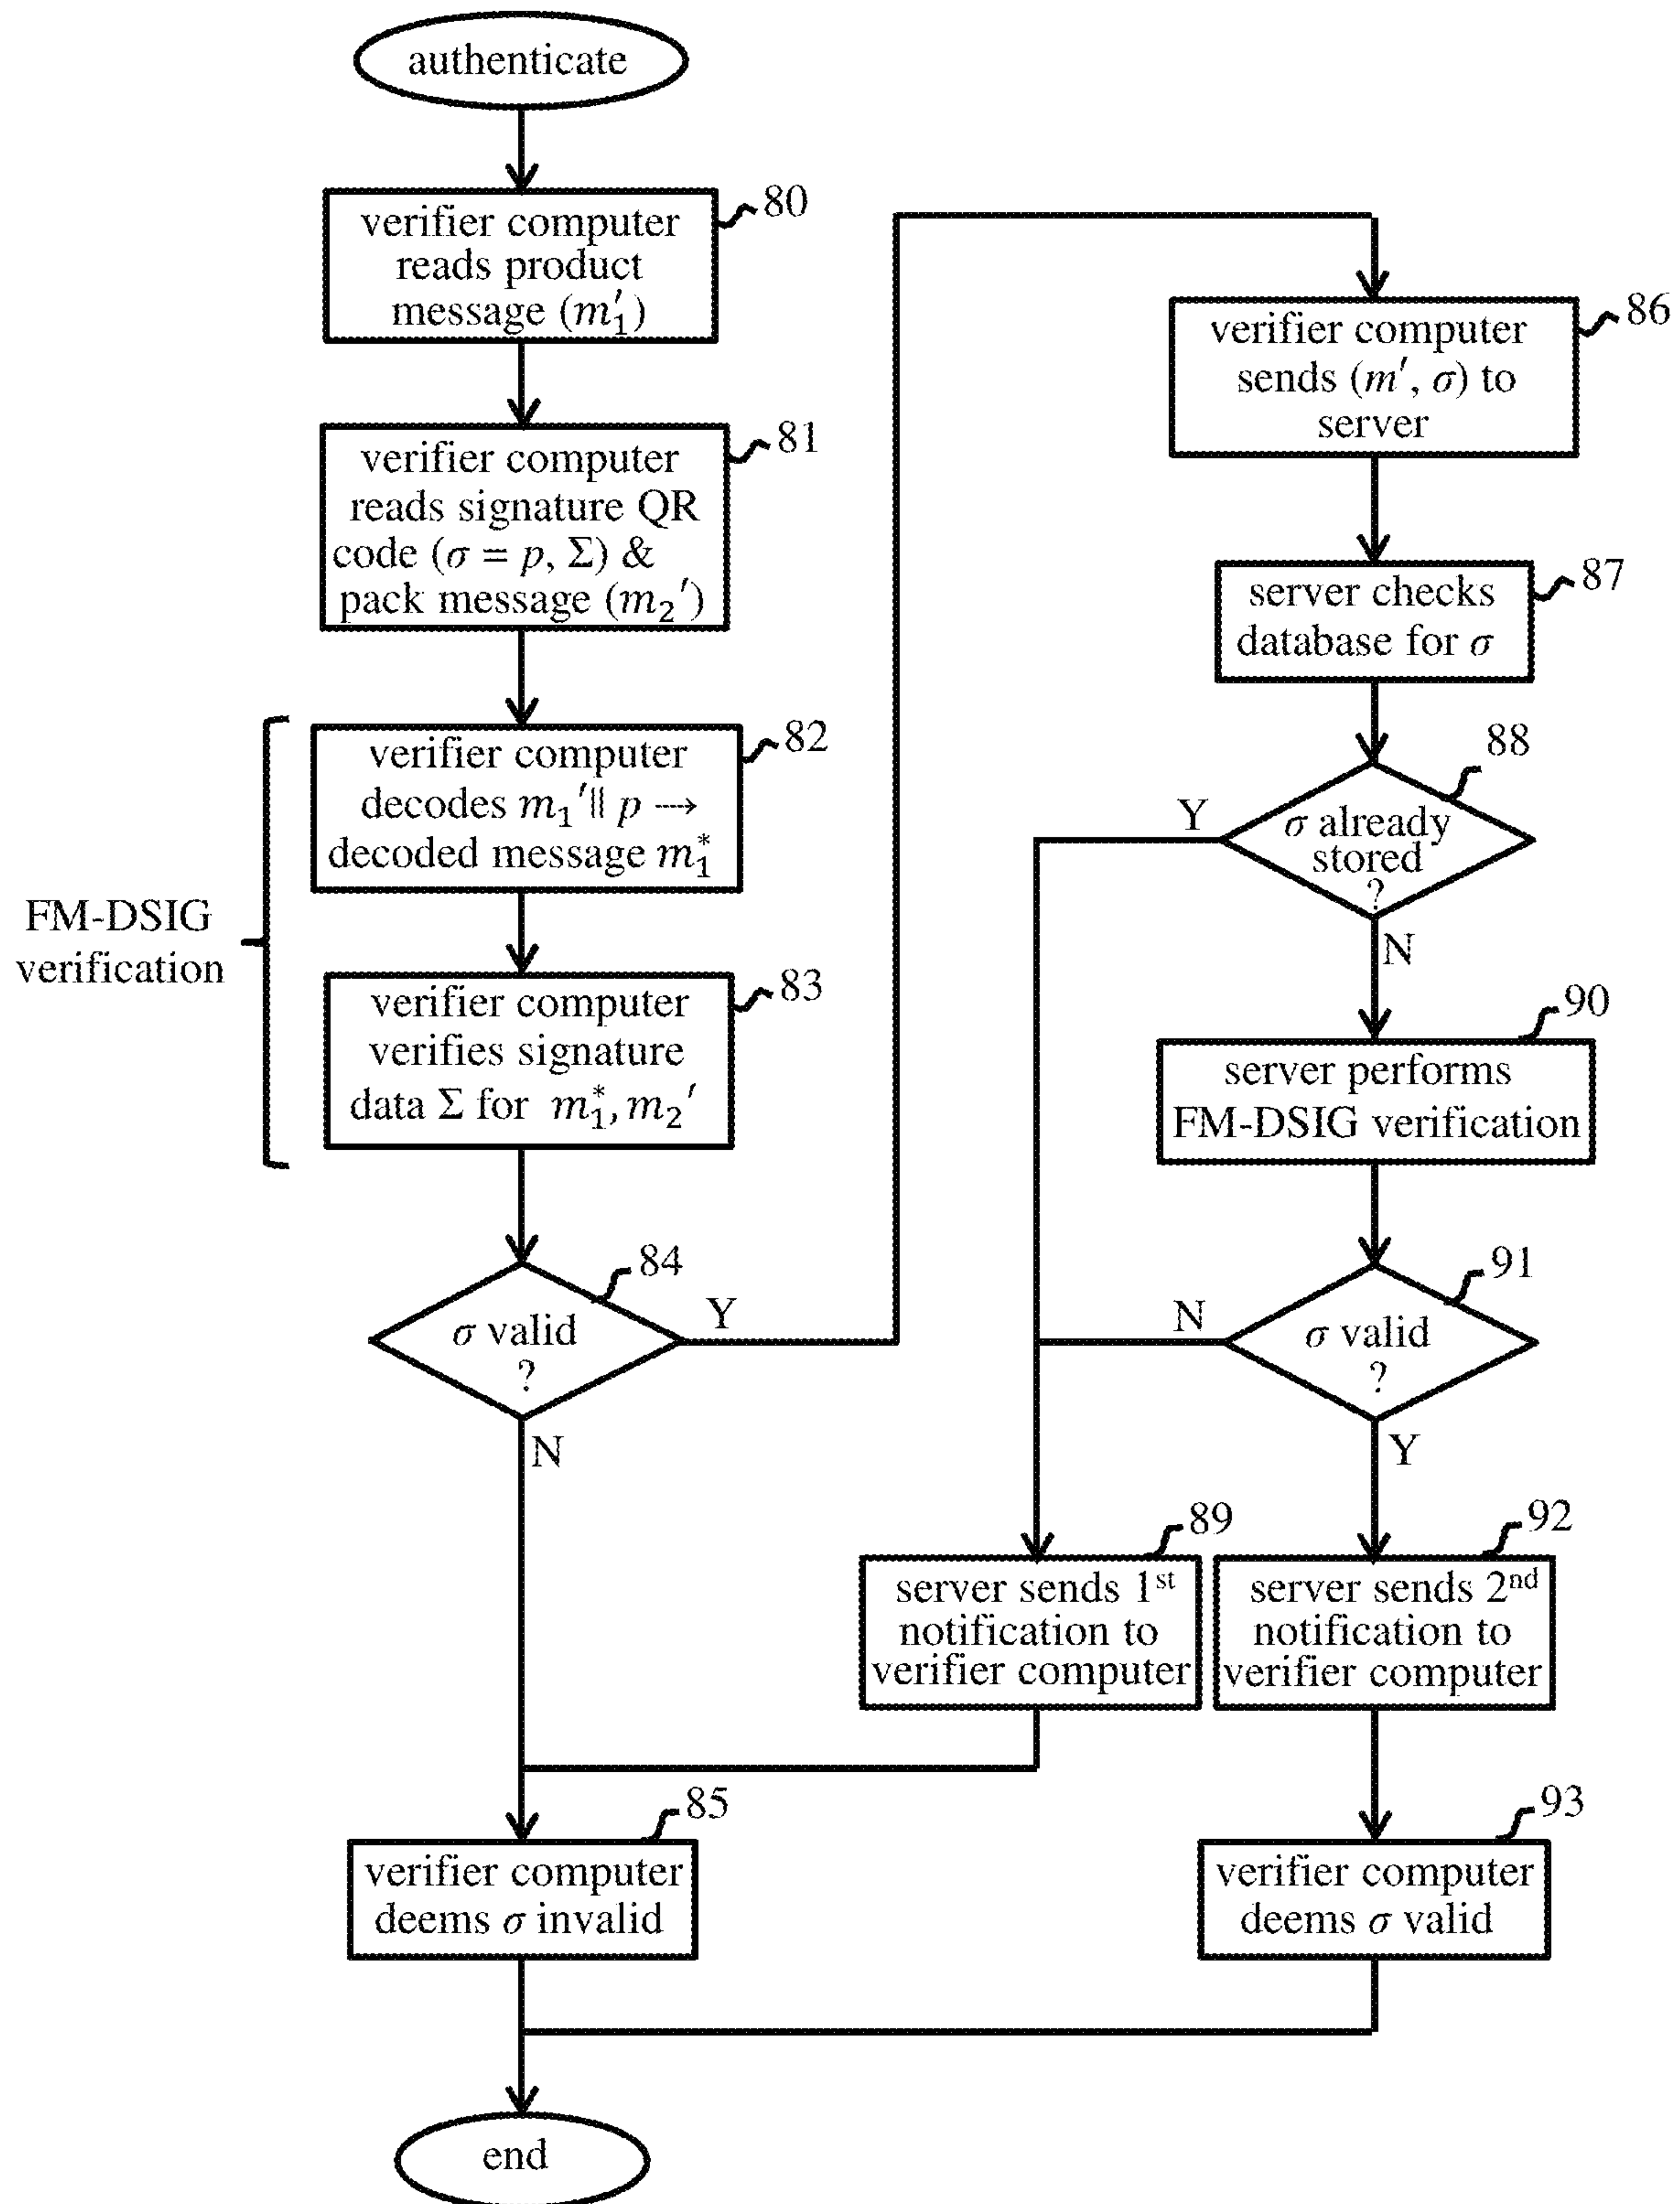 authenticate
80
verifier computer
reads product
message (m₁′)
81
verifier computer
reads signature QR
code (σ = p, Σ) &
pack message (m₂′)
FM-DSIG
verification
82
verifier computer
decodes m₁′|| p →
decoded message m₁*
83
verifier computer
verifies signature
data Σ for m₁*, m₂′
84
σ valid
?
Y
N
86
verifier computer
sends (m′, σ) to
server
87
server checks
database for σ
88
σ already
stored
?
Y
N
90
server performs
FM-DSIG verification
91
σ valid
?
N
Y
89
server sends 1st
notification to
verifier computer
92
server sends 2nd
notification to
verifier computer
85
verifier computer
deems σ invalid
93
verifier computer
deems σ valid
end